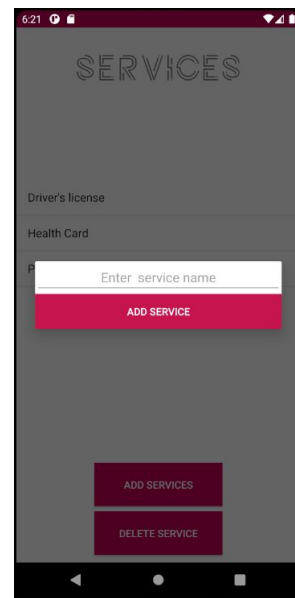 6:21
SERVICES
Driver's license
Health Card
P
Enter service name
ADD SERVICE
ADD SERVICES
DELETE SERVICE